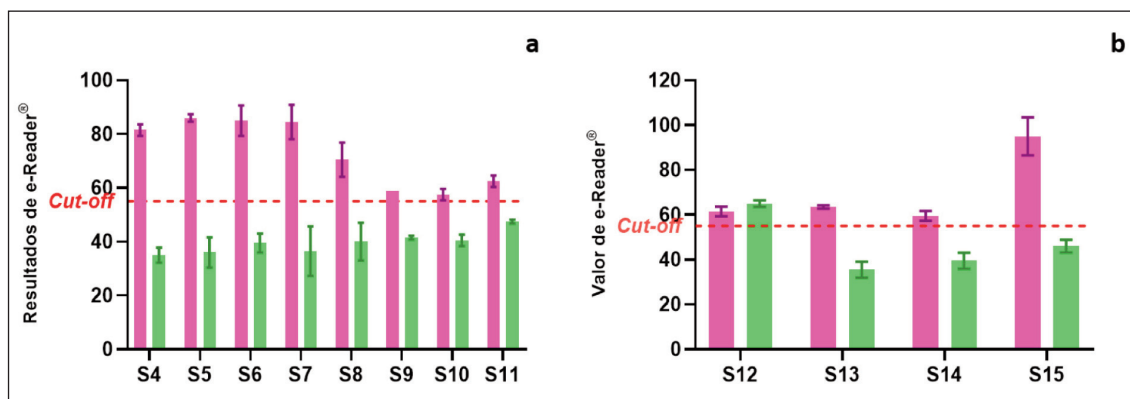 a
Resultados de e-Reader®
100
80
60
40
20
0
Cut-off
S4 S5 S6 S7 S8 S9 S10 S11
b
Valor de e-Reader®
120
100
80
60
40
20
0
Cut-off
S12 S13 S14 S15